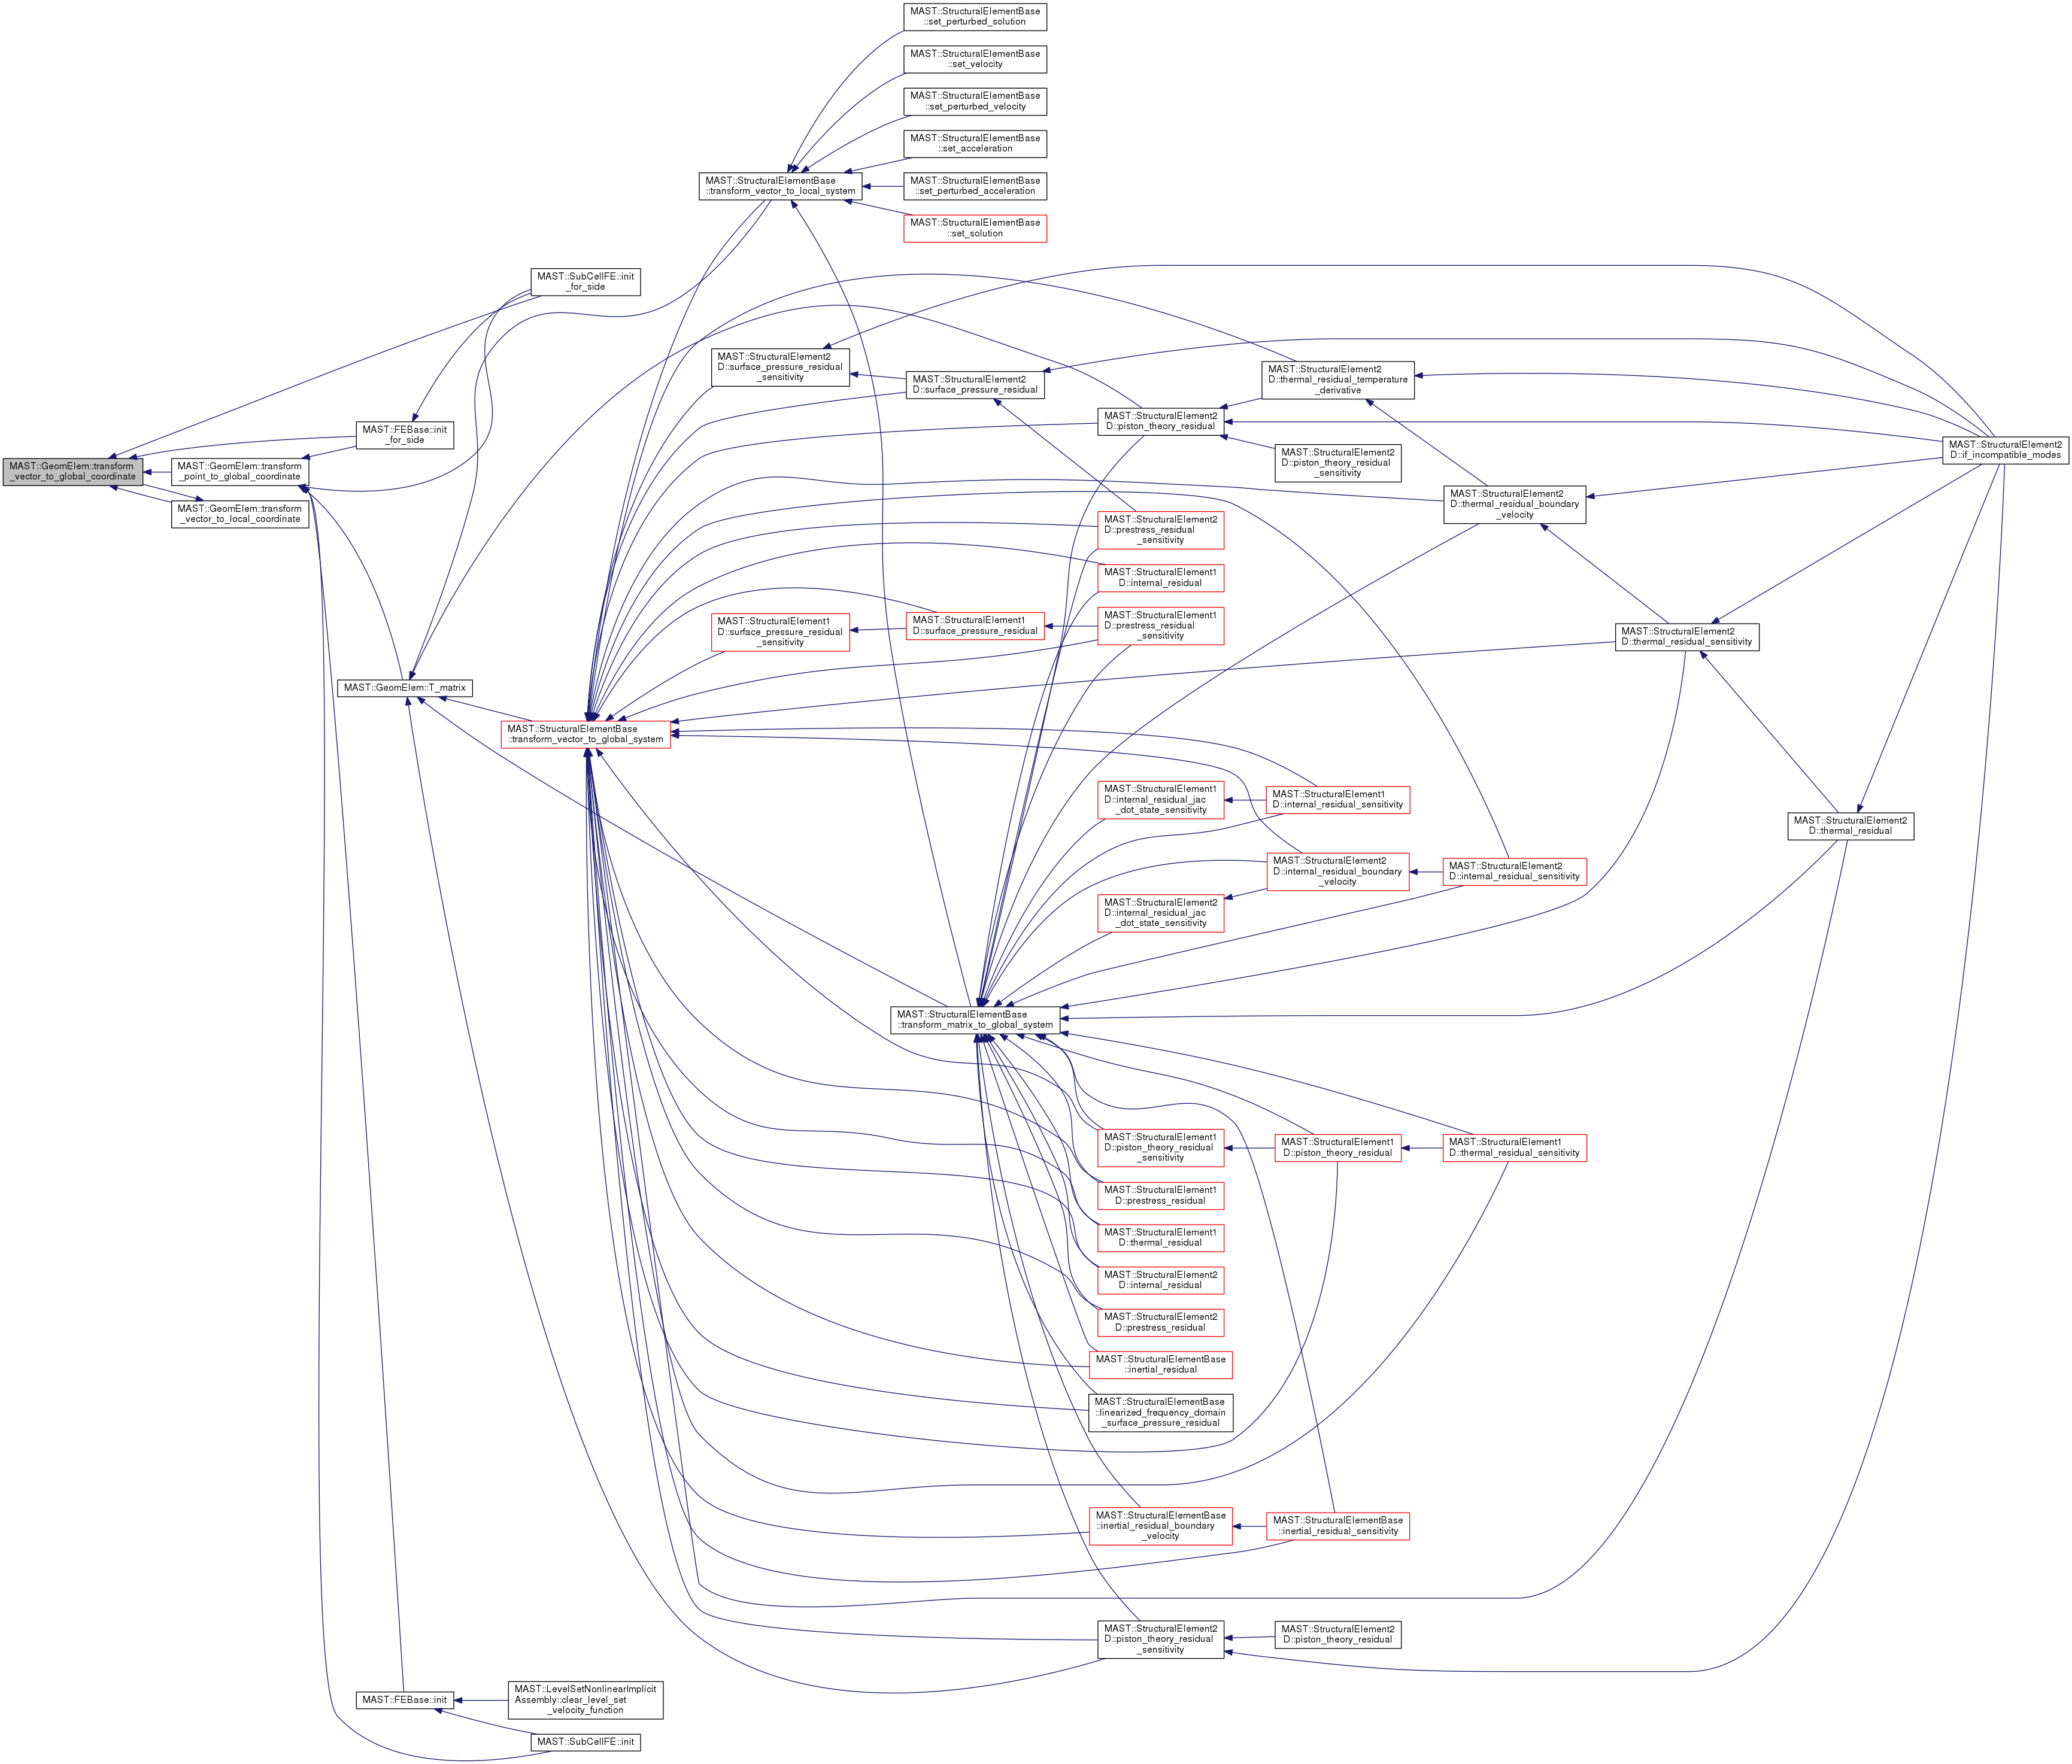 MAST::StructuralElementBase
::set_perturbed_solution
MAST::StructuralElementBase
::set_velocity
MAST::StructuralElementBase
::set_perturbed_velocity
MAST::StructuralElementBase
::set_acceleration
MAST::StructuralElementBase
::transform_vector_to_local_system
MAST::StructuralElementBase
::set_perturbed_acceleration
MAST::StructuralElementBase
::set_solution
MAST::SubCellFE::init
_for_side
MAST::StructuralElement2
D::surface_pressure_residual
_sensitivity
MAST::StructuralElement2
D::surface_pressure_residual
MAST::StructuralElement2
D::thermal_residual_temperature
_derivative
MAST::StructuralElement2
D::piston_theory_residual
MAST::FEBase::init
_for_side
MAST::StructuralElement2
D::piston_theory_residual
_sensitivity
MAST::StructuralElement2
D::if_incompatible_modes
MAST::GeomElem::transform
_vector_to_global_coordinate
MAST::GeomElem::transform
_point_to_global_coordinate
MAST::GeomElem::transform
_vector_to_local_coordinate
MAST::StructuralElement2
D::thermal_residual_boundary
_velocity
MAST::StructuralElement2
D::prestress_residual
_sensitivity
MAST::StructuralElement1
D::internal_residual
MAST::StructuralElement1
D::surface_pressure_residual
_sensitivity
MAST::StructuralElement1
D::surface_pressure_residual
MAST::StructuralElement1
D::prestress_residual
_sensitivity
MAST::StructuralElement2
D::thermal_residual_sensitivity
MAST::GeomElem::T_matrix
MAST::StructuralElementBase
::transform_vector_to_global_system
MAST::StructuralElement1
D::internal_residual_jac
_dot_state_sensitivity
MAST::StructuralElement1
D::internal_residual_sensitivity
MAST::StructuralElement2
D::thermal_residual
MAST::StructuralElement2
D::internal_residual_boundary
_velocity
MAST::StructuralElement2
D::internal_residual_sensitivity
MAST::StructuralElement2
D::internal_residual_jac
_dot_state_sensitivity
MAST::StructuralElementBase
::transform_matrix_to_global_system
MAST::StructuralElement1
D::piston_theory_residual
_sensitivity
MAST::StructuralElement1
D::piston_theory_residual
MAST::StructuralElement1
D::thermal_residual_sensitivity
MAST::StructuralElement1
D::prestress_residual
MAST::StructuralElement1
D::thermal_residual
MAST::StructuralElement2
D::internal_residual
MAST::StructuralElement2
D::prestress_residual
MAST::StructuralElementBase
::inertial_residual
MAST::StructuralElementBase
::linearized_frequency_domain
_surface_pressure_residual
MAST::StructuralElementBase
::inertial_residual_boundary
_velocity
MAST::StructuralElementBase
::inertial_residual_sensitivity
MAST::StructuralElement2
D::piston_theory_residual
_sensitivity
MAST::StructuralElement2
D::piston_theory_residual
MAST::FEBase::init
MAST::LevelSetNonlinearImplicit
Assembly::clear_level_set
_velocity_function
MAST::SubCellFE::init